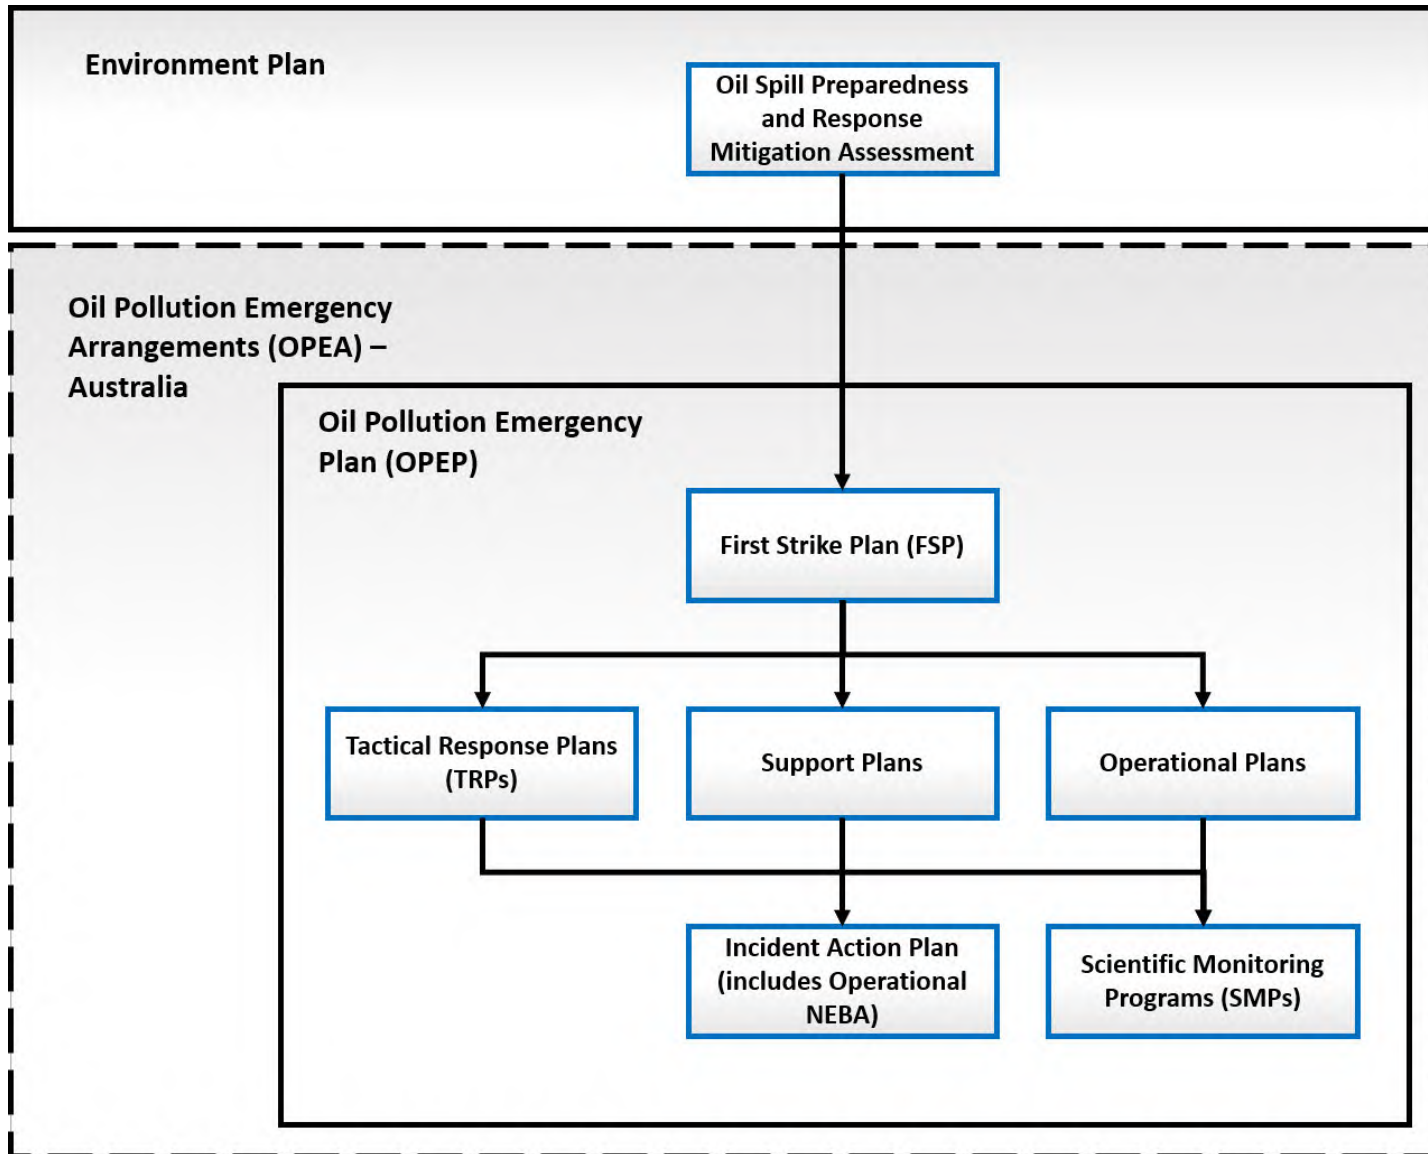 Environment Plan
Oil Spill Preparedness
and Response
Mitigation Assessment
Oil Pollution Emergency
Arrangements (OPEA) –
Australia
Oil Pollution Emergency
Plan (OPEP)
First Strike Plan (FSP)
Tactical Response Plans
(TRPs)
Support Plans
Operational Plans
Incident Action Plan
(includes Operational
NEBA)
Scientific Monitoring
Programs (SMPs)